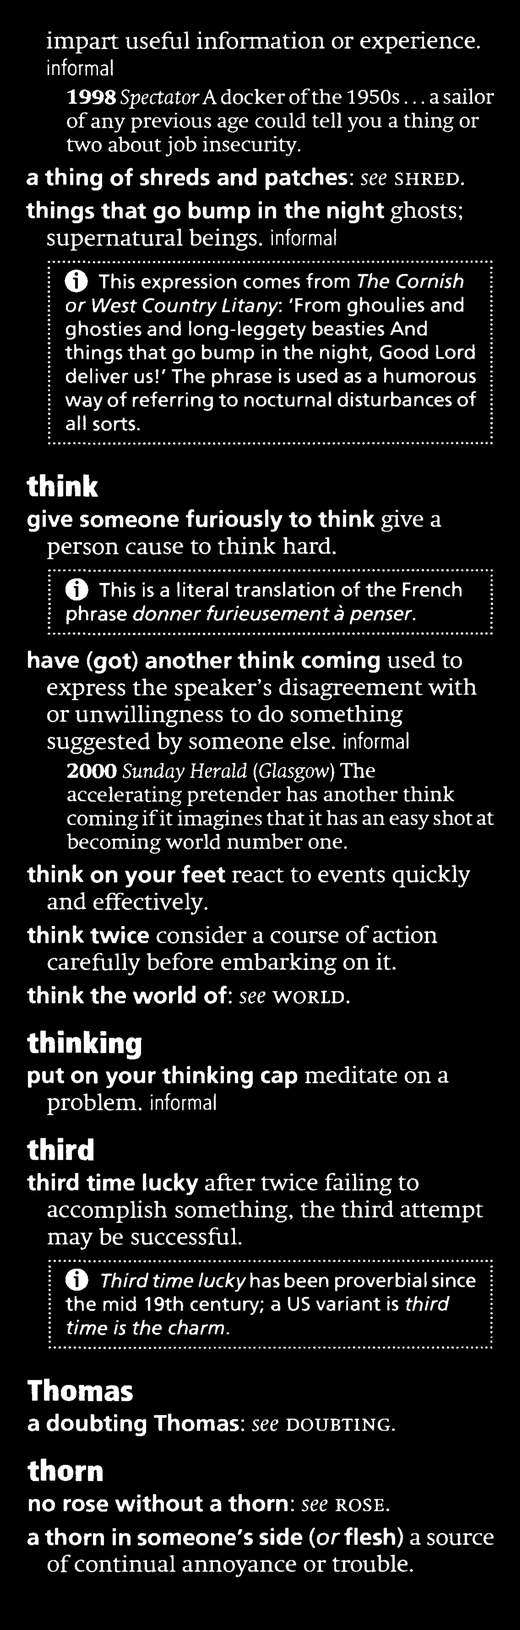 impart useful information or experience.
informal
1998 Spectator A docker of the 1950s ... a sailor
of any previous age could tell you a thing or
two about job insecurity.
a thing of shreds and patches: see SHRED.
things that go bump in the night ghosts;
supernatural beings. informal
i This expression comes from The Cornish
or West Country Litany: ‘From ghoulies and
ghosties and long-leggety beasties And
things that go bump in the night, Good Lord
deliver us!’ The phrase is used as a humorous
way of referring to nocturnal disturbances of
all sorts.
think
give someone furiously to think give a
person cause to think hard.
i This is a literal translation of the French
phrase donner furieusement à penser.
have (got) another think coming used to
express the speaker’s disagreement with
or unwillingness to do something
suggested by someone else. informal
2000 Sunday Herald (Glasgow) The
accelerating pretender has another think
coming if it imagines that it has an easy shot at
becoming world number one.
think on your feet react to events quickly
and effectively.
think twice consider a course of action
carefully before embarking on it.
think the world of: see WORLD.
thinking
put on your thinking cap meditate on a
problem. informal
third
third time lucky after twice failing to
accomplish something, the third attempt
may be successful.
i Third time lucky has been proverbial since
the mid 19th century; a US variant is third
time is the charm.
Thomas
a doubting Thomas: see DOUBTING.
thorn
no rose without a thorn: see ROSE.
a thorn in someone’s side (or flesh) a source
of continual annoyance or trouble.